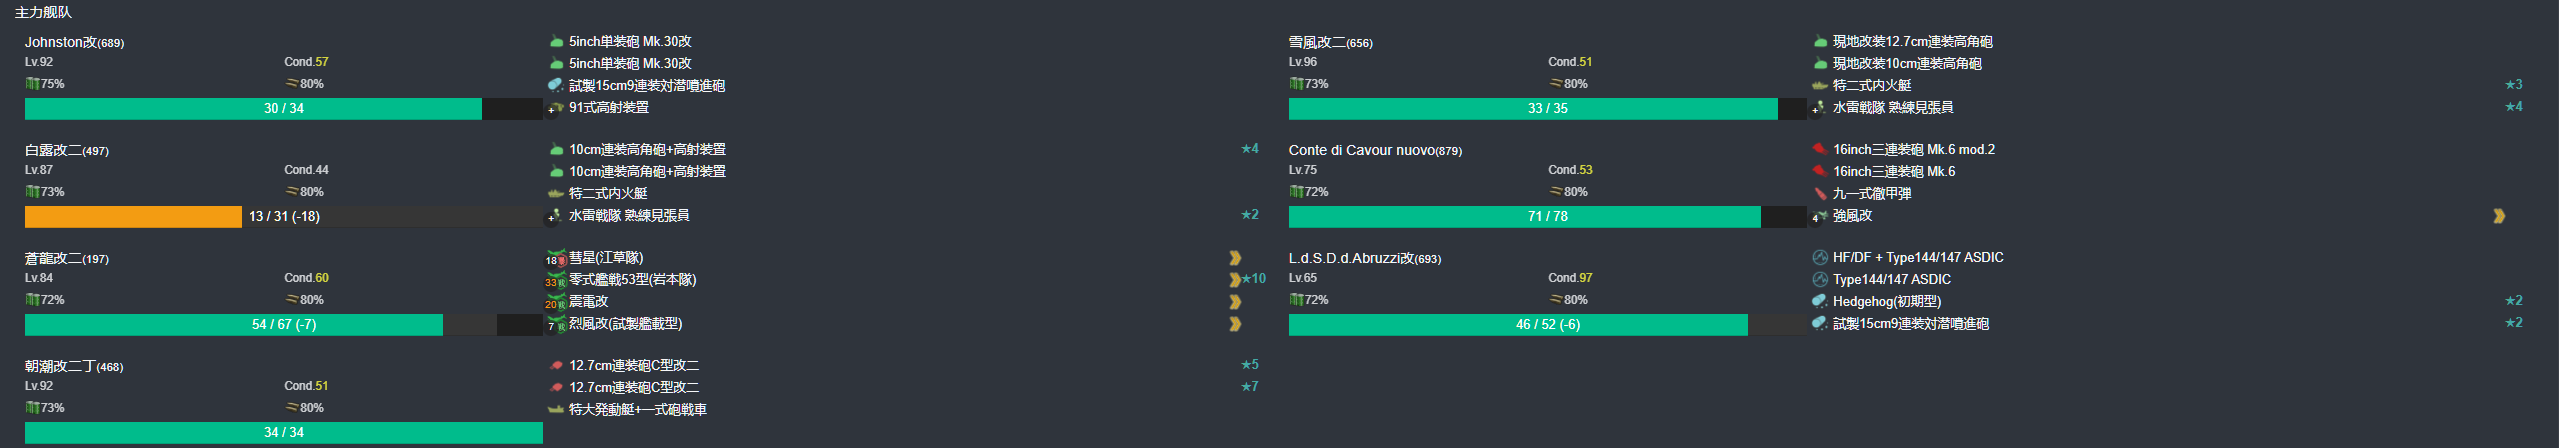 主力舰队
Johnston改(689)
Lv.92 Cond.57
75% 80%
30 / 34
5inch単装砲 Mk.30改
5inch単装砲 Mk.30改
試製15cm9連装対潜噴進砲
+ 91式高射装置
雪風改二(656)
Lv.96 Cond.51
73% 80%
33 / 35
現地改装12.7cm連装高角砲
現地改装10cm連装高角砲
特二式内火艇 ★3
+ 水雷戦隊 熟練見張員 ★4
白露改二(497)
Lv.87 Cond.44
73% 80%
13 / 31 (-18)
10cm連装高角砲+高射装置 ★4
10cm連装高角砲+高射装置
特二式内火艇
+ 水雷戦隊 熟練見張員 ★2
Conte di Cavour nuovo(879)
Lv.75 Cond.53
72% 80%
71 / 78
16inch三連装砲 Mk.6 mod.2
16inch三連装砲 Mk.6
九一式徹甲弾
4 強風改
蒼龍改二(197)
Lv.84 Cond.60
72% 80%
54 / 67 (-7)
18 彗星(江草隊)
33 零式艦戦53型(岩本隊) ★10
20 震電改
7 烈風改(試製艦載型)
L.d.S.D.d.Abruzzi改(693)
Lv.65 Cond.97
72% 80%
46 / 52 (-6)
HF/DF + Type144/147 ASDIC
Type144/147 ASDIC
Hedgehog(初期型) ★2
試製15cm9連装対潜噴進砲 ★2
朝潮改二丁(468)
Lv.92 Cond.51
73% 80%
34 / 34
12.7cm連装砲C型改二 ★5
12.7cm連装砲C型改二 ★7
特大発動艇+一式砲戦車